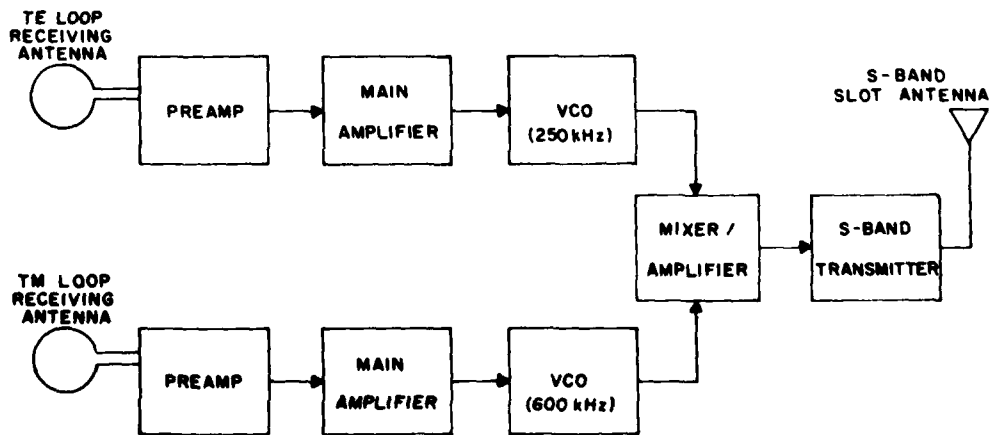 TE LOOP
RECEIVING
ANTENNA
PREAMP
MAIN
AMPLIFIER
VCO
(250 kHz)
S-BAND
SLOT ANTENNA
MIXER /
AMPLIFIER
S-BAND
TRANSMITTER
TM LOOP
RECEIVING
ANTENNA
PREAMP
MAIN
AMPLIFIER
VCO
(600 kHz)